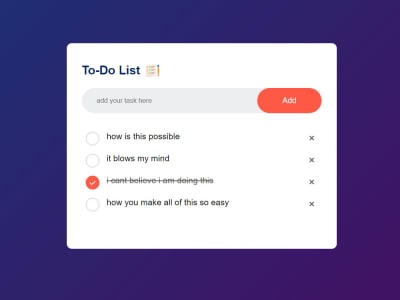 To-Do List
add your task here
Add
how is this possible
×
it blows my mind
×
i cant believe i am doing this
×
how you make all of this so easy
×